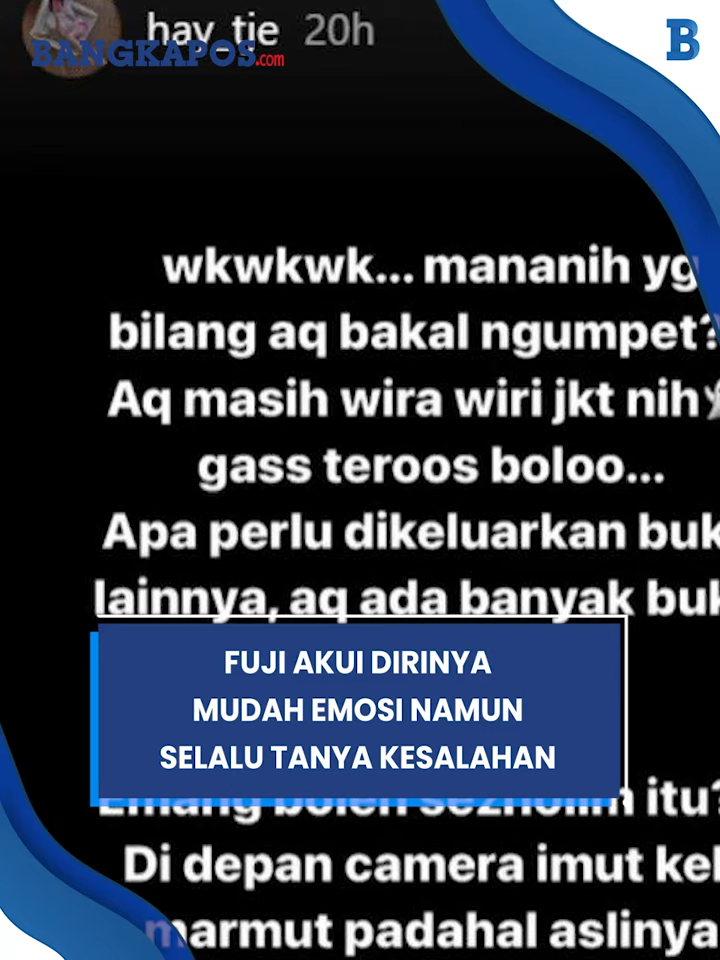 hay_tie 20h
BANGKAPOS.com
B
wkwkwk... mananih yg
bilang aq bakal ngumpet?
Aq masih wira wiri jkt nih
gass teroos boloo...
Apa perlu dikeluarkan buk
lainnya, aq ada banyak buk
FUJI AKUI DIRINYA
MUDAH EMOSI NAMUN
SELALU TANYA KESALAHAN
itu?
Di depan camera imut kel
marmut padahal aslinya